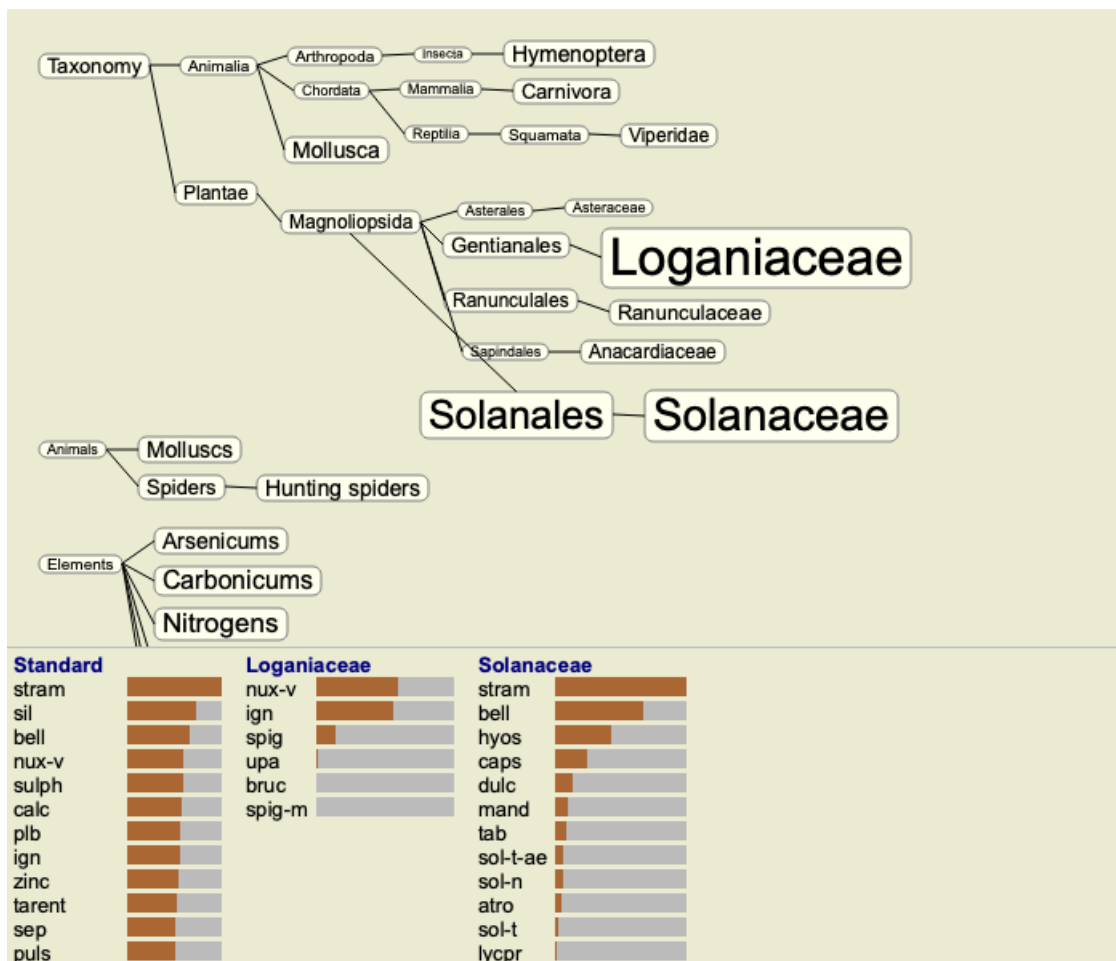 Taxonomy
Animalia
Arthropoda
Insecta
Hymenoptera
Chordata
Mammalia
Carnivora
Reptilia
Squamata
Viperidae
Mollusca
Plantae
Magnoliopsida
Asterales
Asteraceae
Gentianales
Loganiaceae
Ranunculales
Ranunculaceae
Sapindales
Anacardiaceae
Solanales
Solanaceae
Animals
Molluscs
Spiders
Hunting spiders
Elements
Arsenicums
Carbonicums
Nitrogens
Standard
stram
sil
bell
nux-v
sulph
calc
plb
ign
zinc
tarent
sep
puls
Loganiaceae
nux-v
ign
spig
upa
bruc
spig-m
Solanaceae
stram
bell
hyos
caps
dulc
mand
tab
sol-t-ae
sol-n
atro
sol-t
lycpr